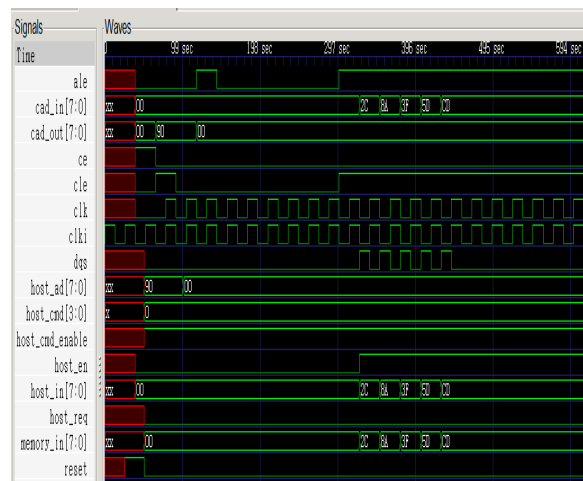 Signals Waves
Time 0 99 sec 198 sec 297 sec 396 sec 495 sec 594 sec
ale
cad_in[7:0] xx 00 2C 8A 3F 5D CD
cad_out[7:0] xx 00 90 00
ce
cle
clk
clki
dqs
host_ad[7:0] xx 90 00
host_cmd[3:0] x 0
host_cmd_enable
host_en
host_in[7:0] xx 00 2C 8A 3F 5D CD
host_req
memory_in[7:0] xx 00 2C 8A 3F 5D CD
reset